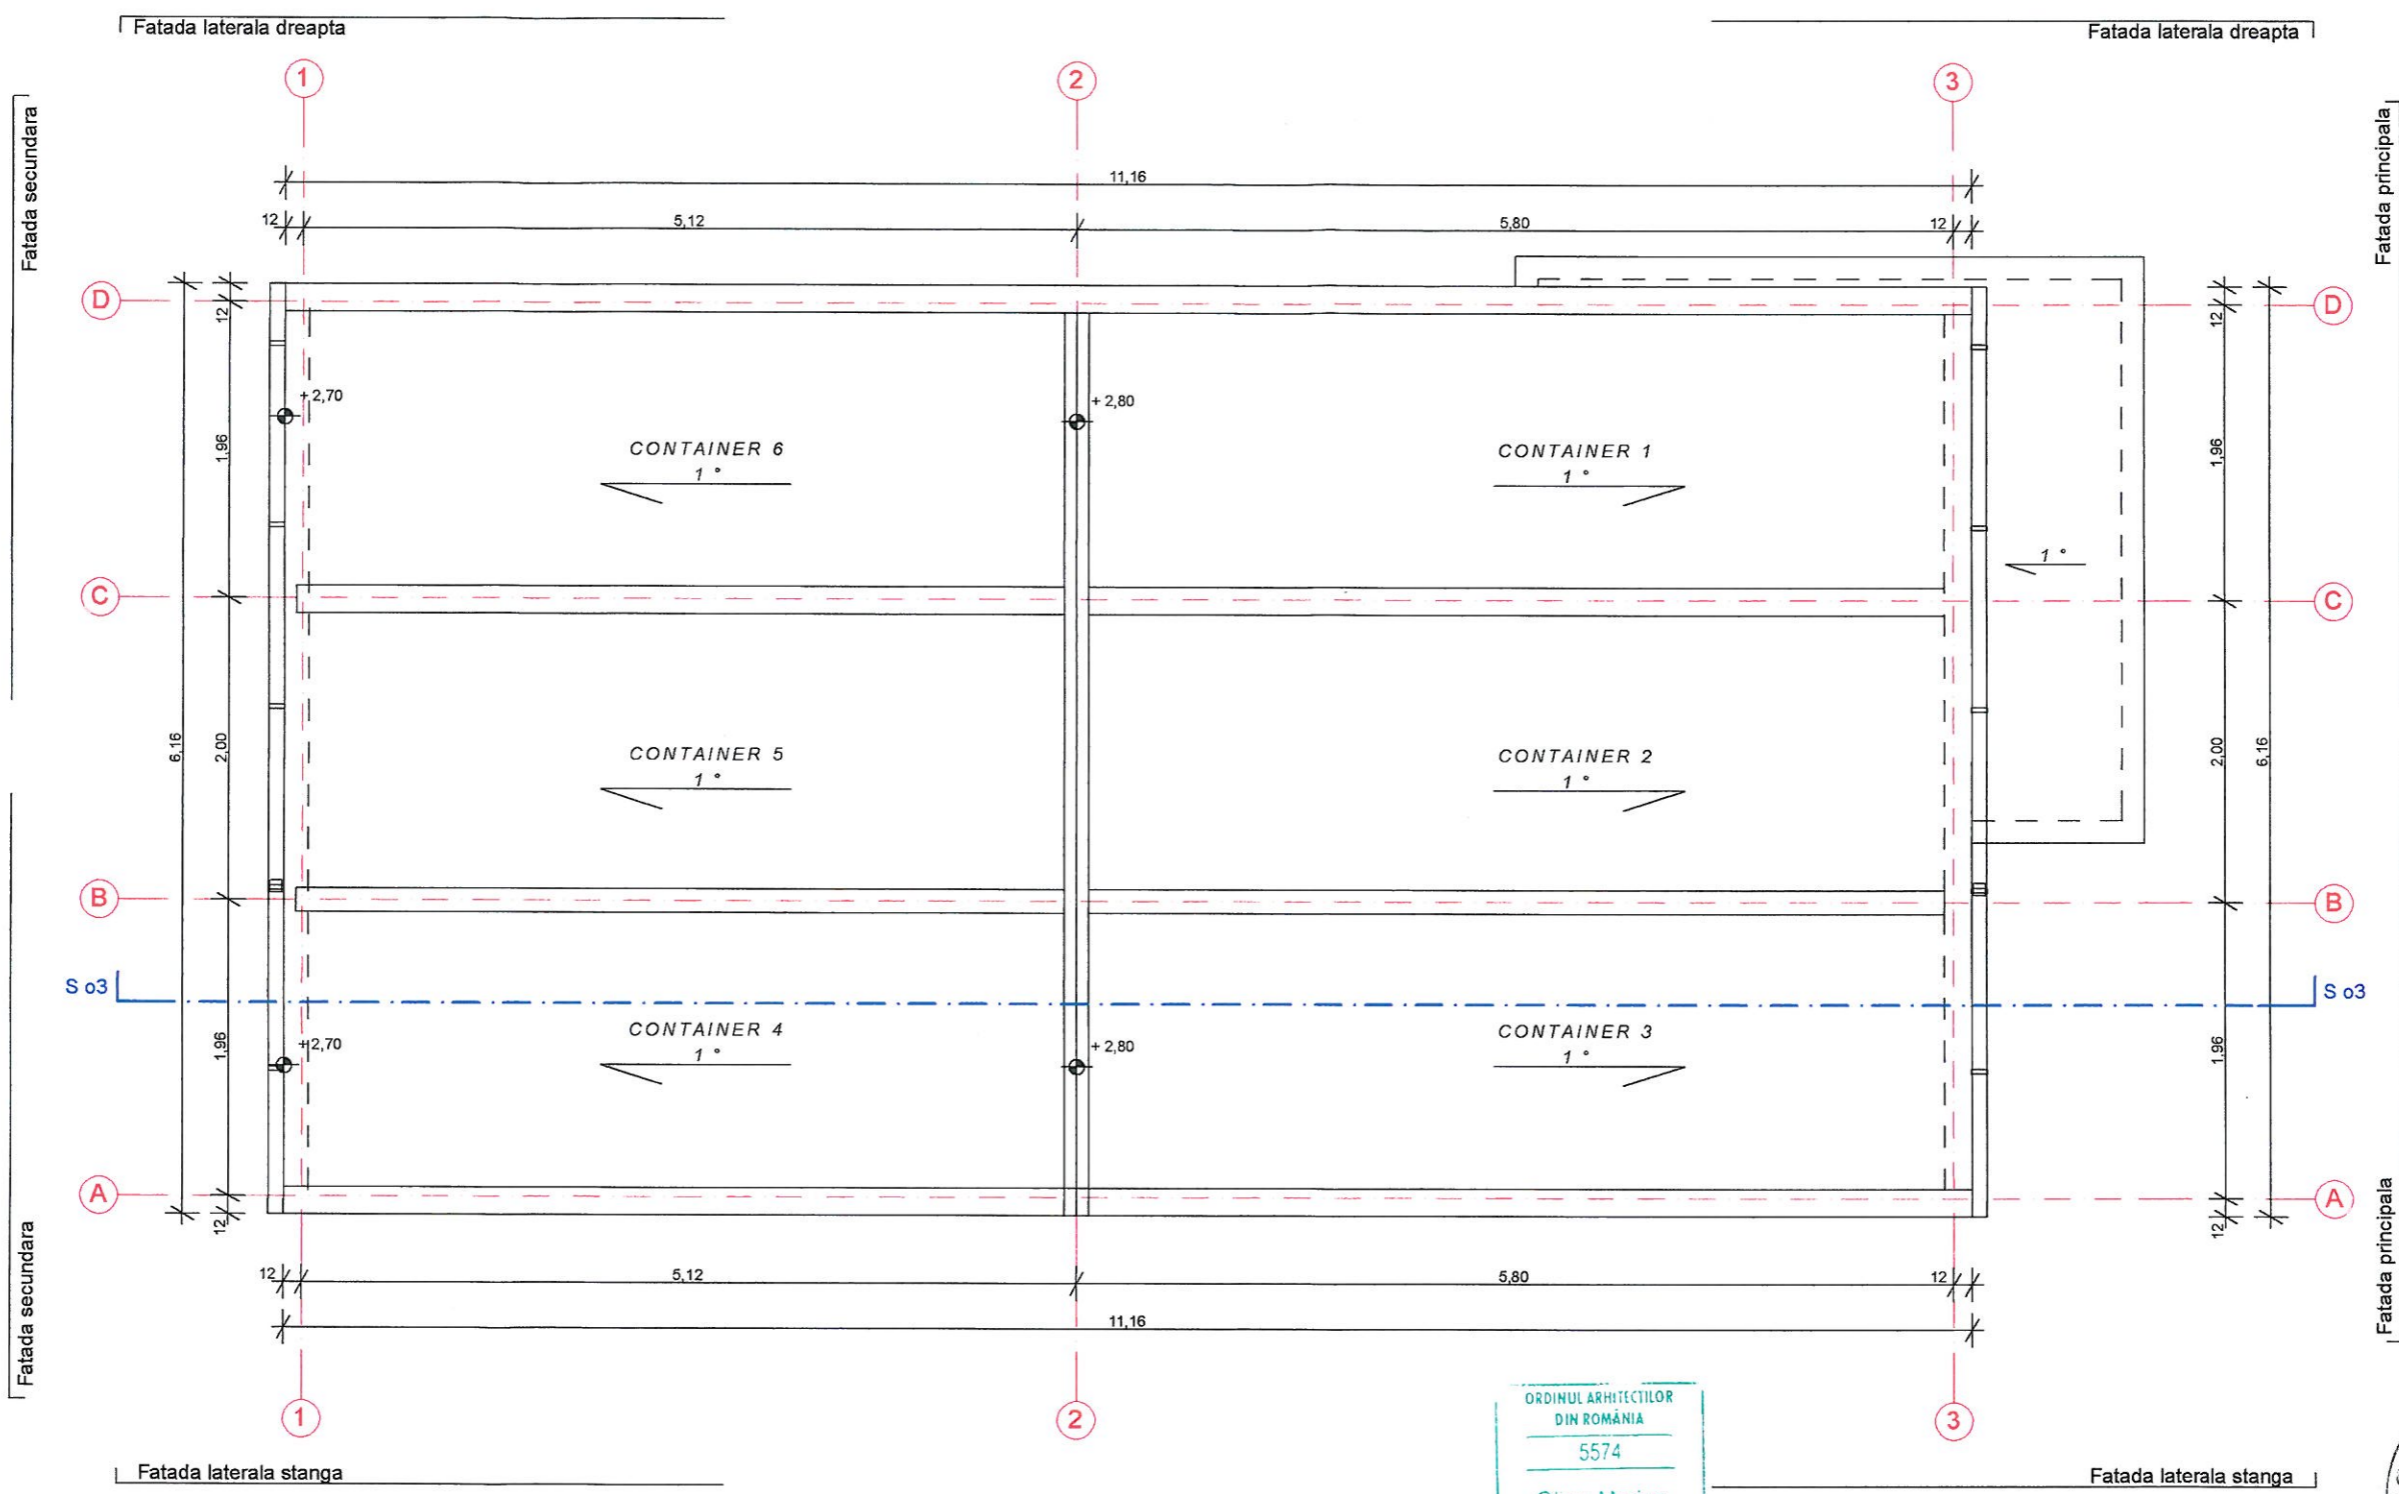 Fatada laterala dreapta
Fatada laterala dreapta
1
2
3
Fatada secundara
Fatada principala
11,16
12
5,12
5,80
12
D
12
12
D
+2,70
+2,80
1,96
CONTAINER 6
1 °
CONTAINER 1
1 °
1,96
1 °
C
C
6,16
2,00
CONTAINER 5
1 °
CONTAINER 2
1 °
2,00
6,16
B
B
S o3
S o3
1,96
+2,70
CONTAINER 4
1 °
+2,80
CONTAINER 3
1 °
1,96
A
A
12
12
Fatada secundara
Fatada principala
12
5,12
5,80
12
11,16
1
2
3
ORDINUL ARHITECȚILOR
DIN ROMÂNIA
5574
Fatada laterala stanga
Fatada laterala stanga